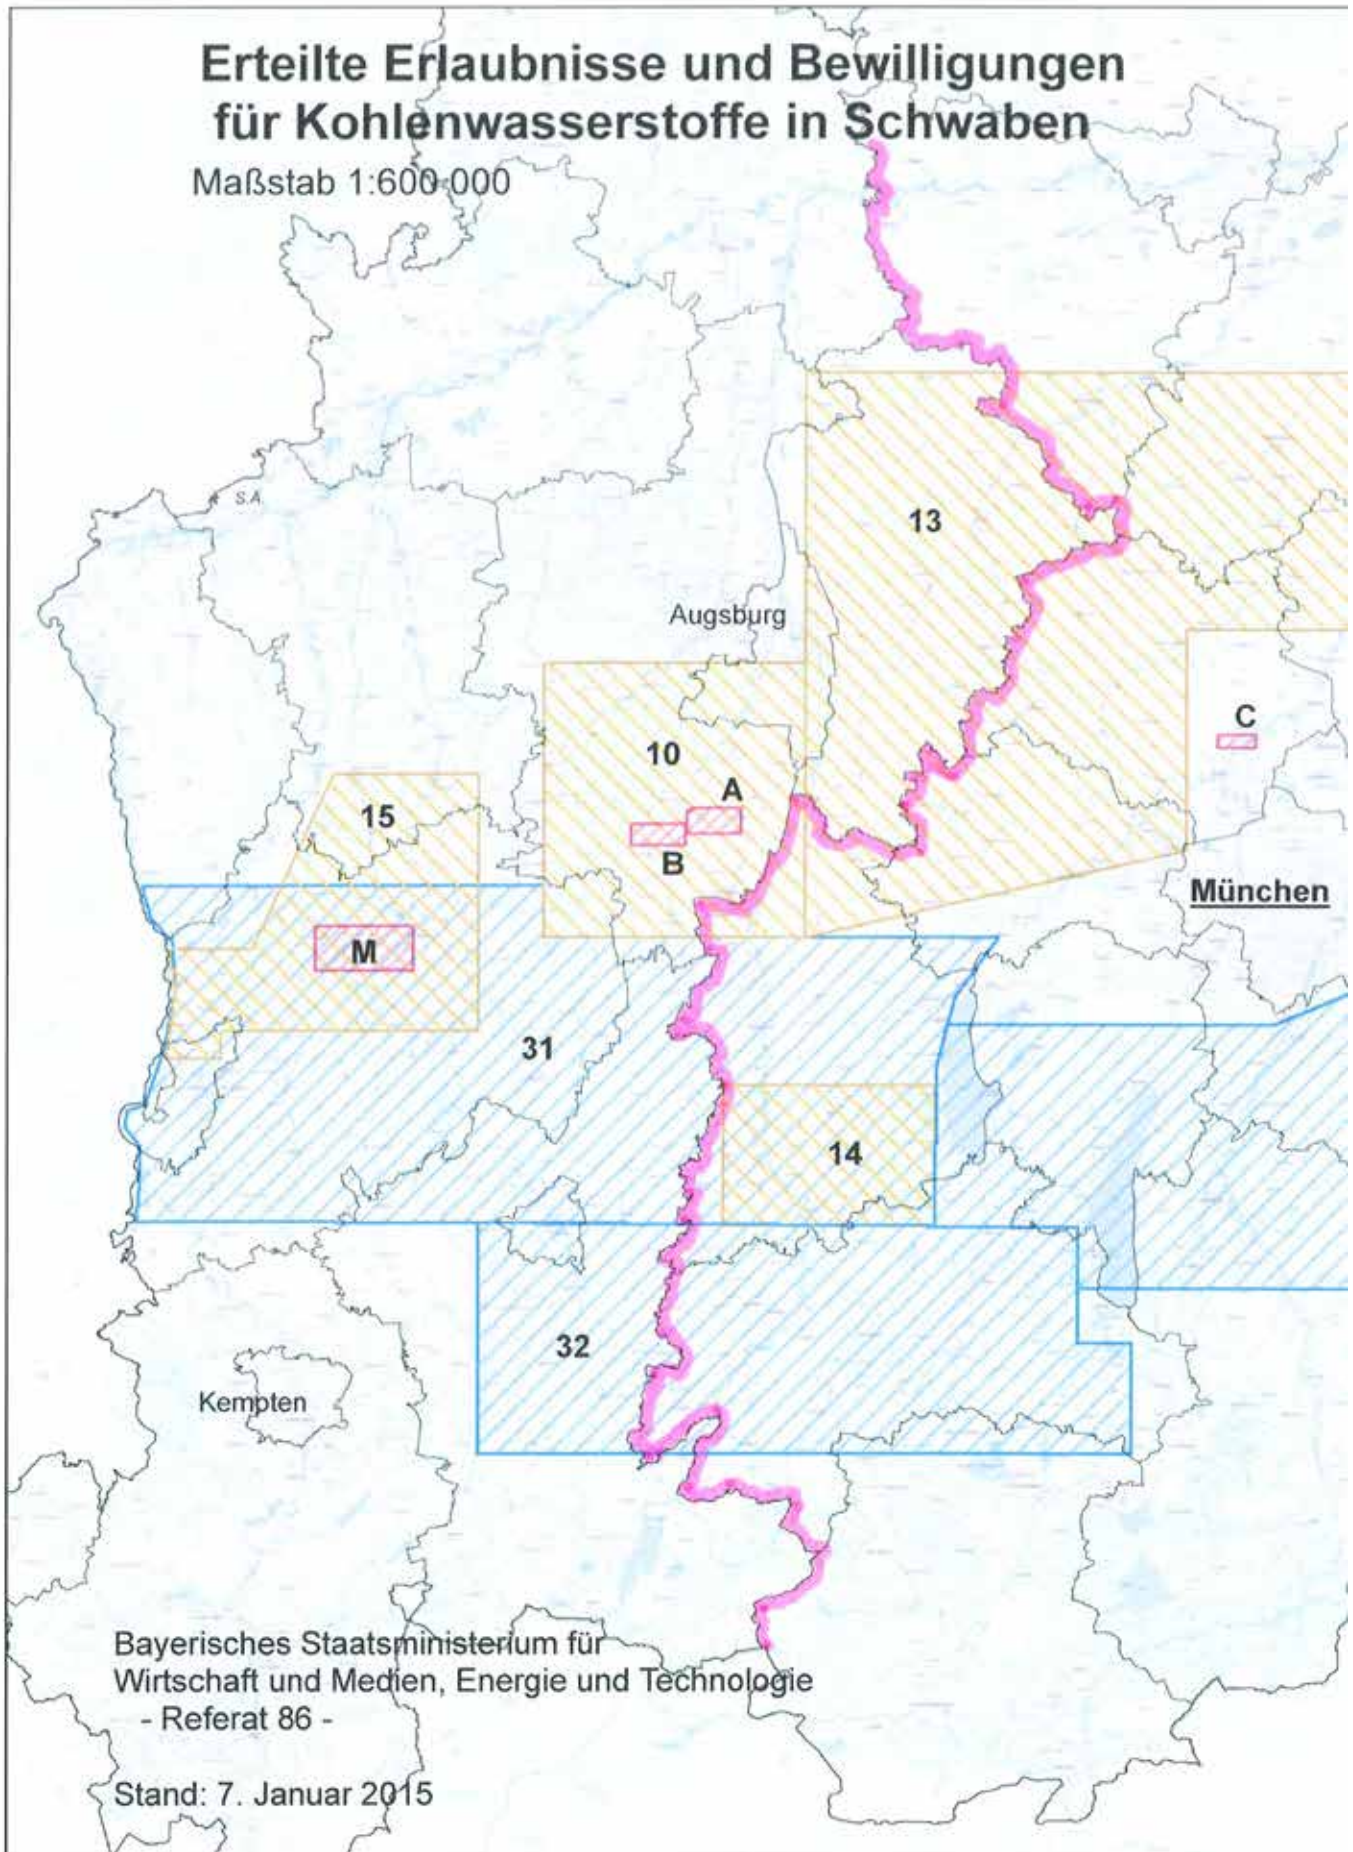 Erteilte Erlaubnisse und Bewilligungen
für Kohlenwasserstoffe in Schwaben
Maßstab 1:600 000
S.A.
13
Augsburg
C
10
A
15
B
München
M
31
14
32
Kempten
Bayerisches Staatsministerium für
Wirtschaft und Medien, Energie und Technologie
- Referat 86 -
Stand: 7. Januar 2015